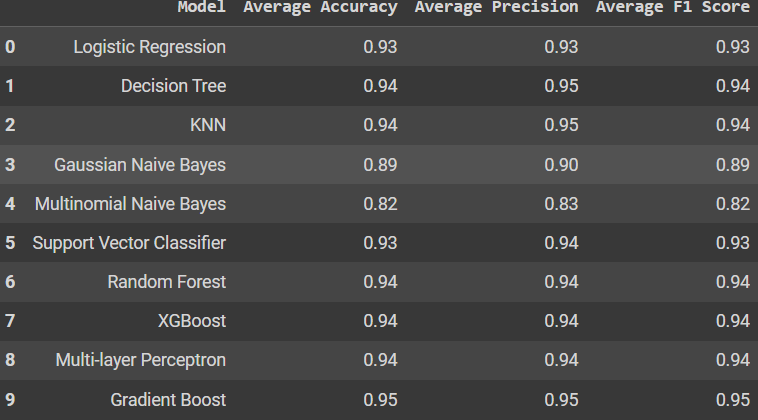 Model Average Accuracy Average Precision Average F1 Score
0 Logistic Regression 0.93 0.93 0.93
1 Decision Tree 0.94 0.95 0.94
2 KNN 0.94 0.95 0.94
3 Gaussian Naive Bayes 0.89 0.90 0.89
4 Multinomial Naive Bayes 0.82 0.83 0.82
5 Support Vector Classifier 0.93 0.94 0.93
6 Random Forest 0.94 0.94 0.94
7 XGBoost 0.94 0.94 0.94
8 Multi-layer Perceptron 0.94 0.94 0.94
9 Gradient Boost 0.95 0.95 0.95